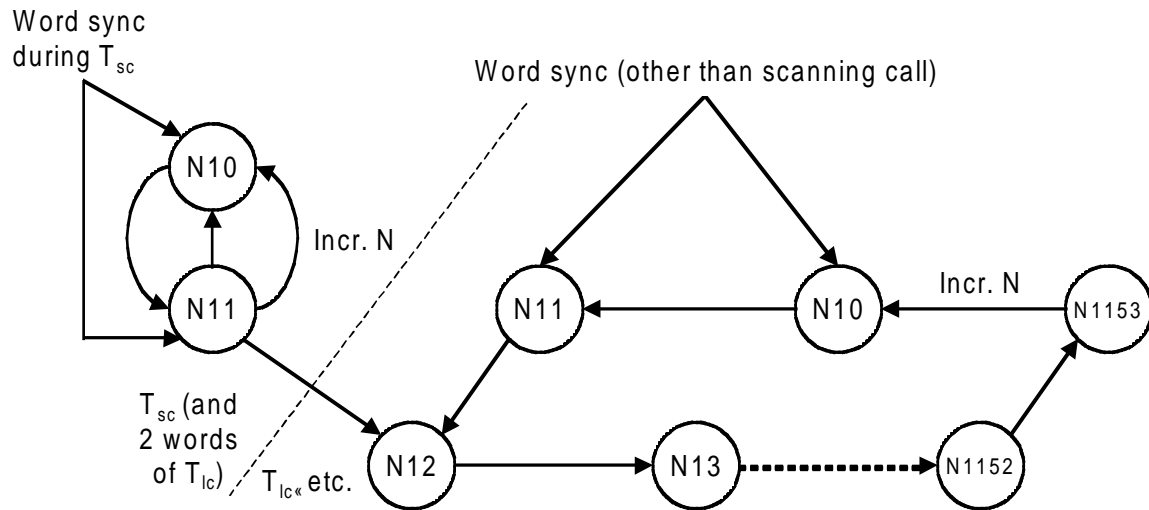 Word sync
during Tsc
Word sync (other than scanning call)
N10
Incr. N
N11
N11
N10
Incr. N
N1153
Tsc (and
2 words
of Tlc)
Tlc« etc.
N12
N13
N1152